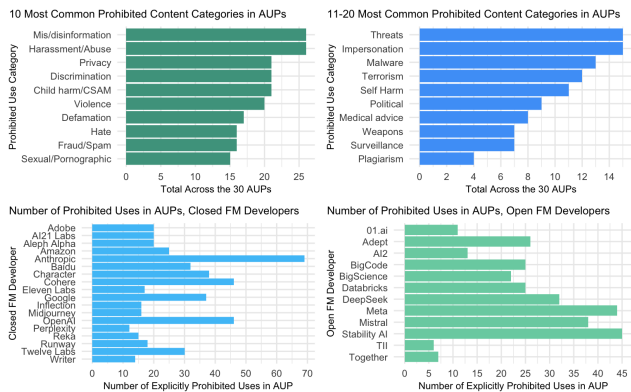 10 Most Common Prohibited Content Categories in AUPs
Prohibited Use Category
Mis/disinformation
Harassment/Abuse
Privacy
Discrimination
Child harm/CSAM
Violence
Defamation
Hate
Fraud/Spam
Sexual/Pornographic
0 5 10 15 20 25
Total Across the 30 AUPs
11-20 Most Common Prohibited Content Categories in AUPs
Prohibited Use Category
Threats
Impersonation
Malware
Terrorism
Self Harm
Political
Medical advice
Weapons
Surveillance
Plagiarism
0 2 4 6 8 10 12 14
Total Across the 30 AUPs
Number of Prohibited Uses in AUPs, Closed FM Developers
Closed FM Developer
Adobe
AI21 Labs
Aleph Alpha
Amazon
Anthropic
Baidu
Character
Cohere
Eleven Labs
Google
Inflection
Midjourney
OpenAI
Perplexity
Reka
Runway
Twelve Labs
Writer
0 10 20 30 40 50 60 70
Number of Explicitly Prohibited Uses in AUP
Number of Prohibited Uses in AUPs, Open FM Developers
Open FM Developer
01.ai
Adept
AI2
BigCode
BigScience
Databricks
DeepSeek
Meta
Mistral
Stability AI
TII
Together
0 5 10 15 20 25 30 35 40 45
Number of Explicitly Prohibited Uses in AUP